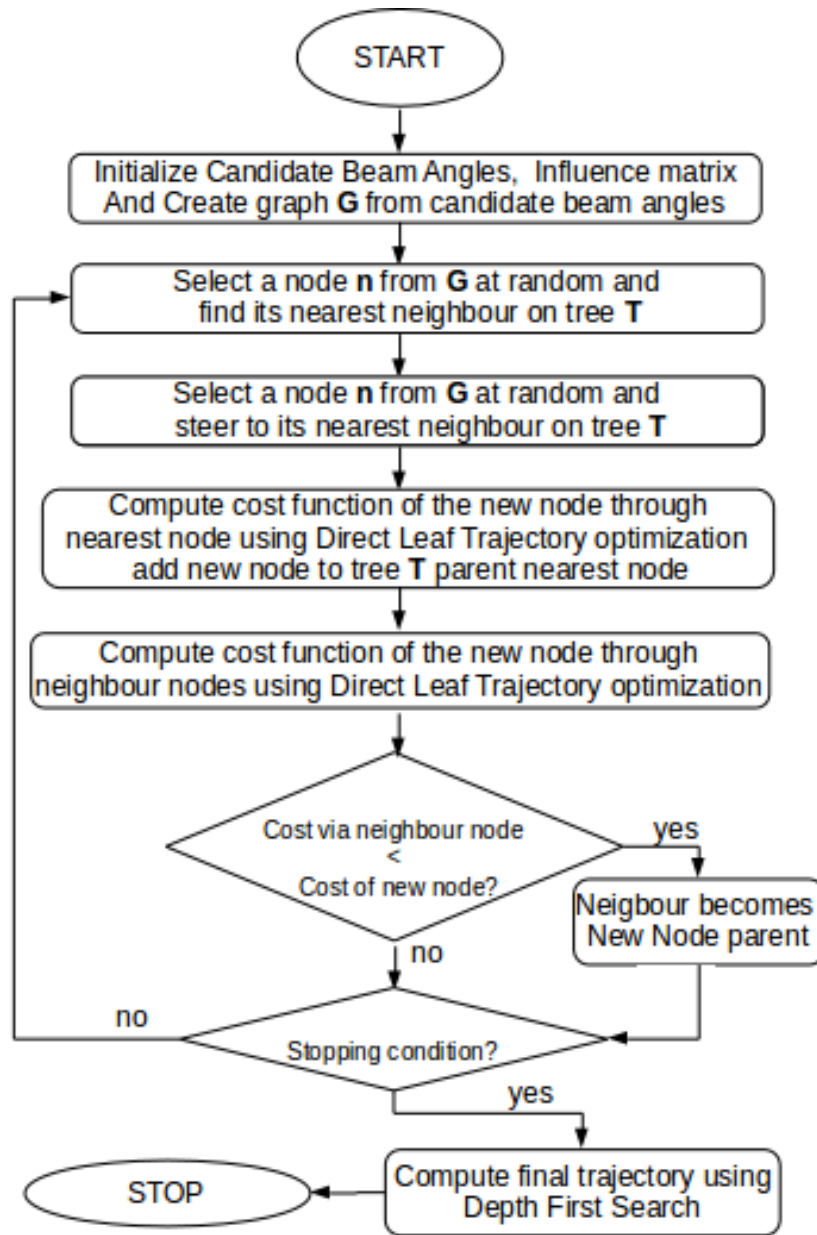 START
Initialize Candidate Beam Angles, Influence matrix
And Create graph G from candidate beam angles
Select a node n from G at random and
find its nearest neighbour on tree T
Select a node n from G at random and
steer to its nearest neighbour on tree T
Compute cost function of the new node through
nearest node using Direct Leaf Trajectory optimization
add new node to tree T parent nearest node
Compute cost function of the new node through
neighbour nodes using Direct Leaf Trajectory optimization
Cost via neighbour node
<
Cost of new node?
yes
Neigbour becomes
New Node parent
no
no
Stopping condition?
yes
Compute final trajectory using
Depth First Search
STOP